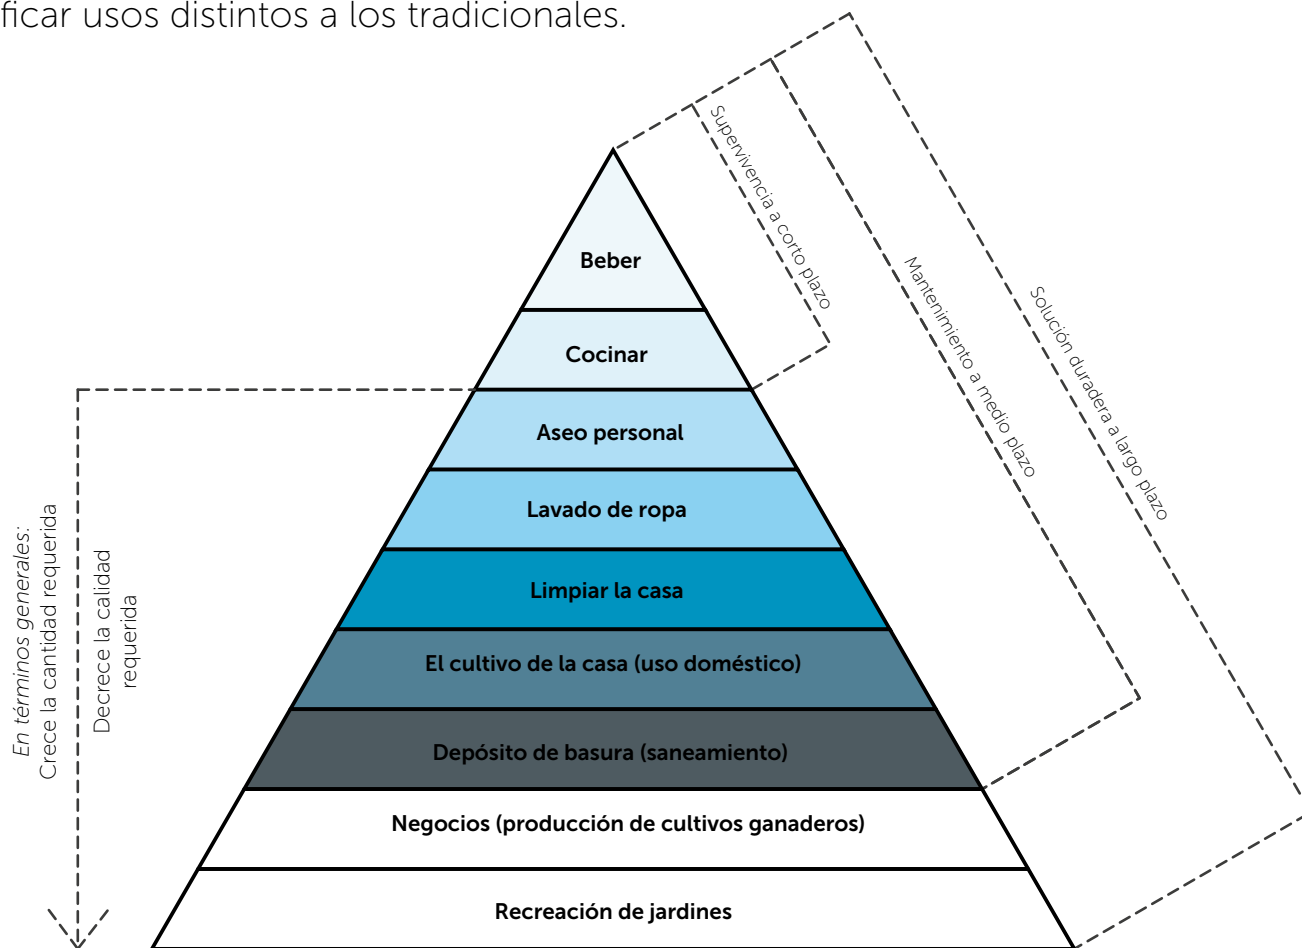 ficar usos distintos a los tradicionales.
Supervivencia a corto plazo
Mantenimiento a medio plazo
Solución duradera a largo plazo
Beber
Cocinar
Aseo personal
Lavado de ropa
Limpiar la casa
El cultivo de la casa (uso doméstico)
Depósito de basura (saneamiento)
Negocios (producción de cultivos ganaderos)
Recreación de jardines
En términos generales:
Crece la cantidad requerida
Decrece la calidad
requerida